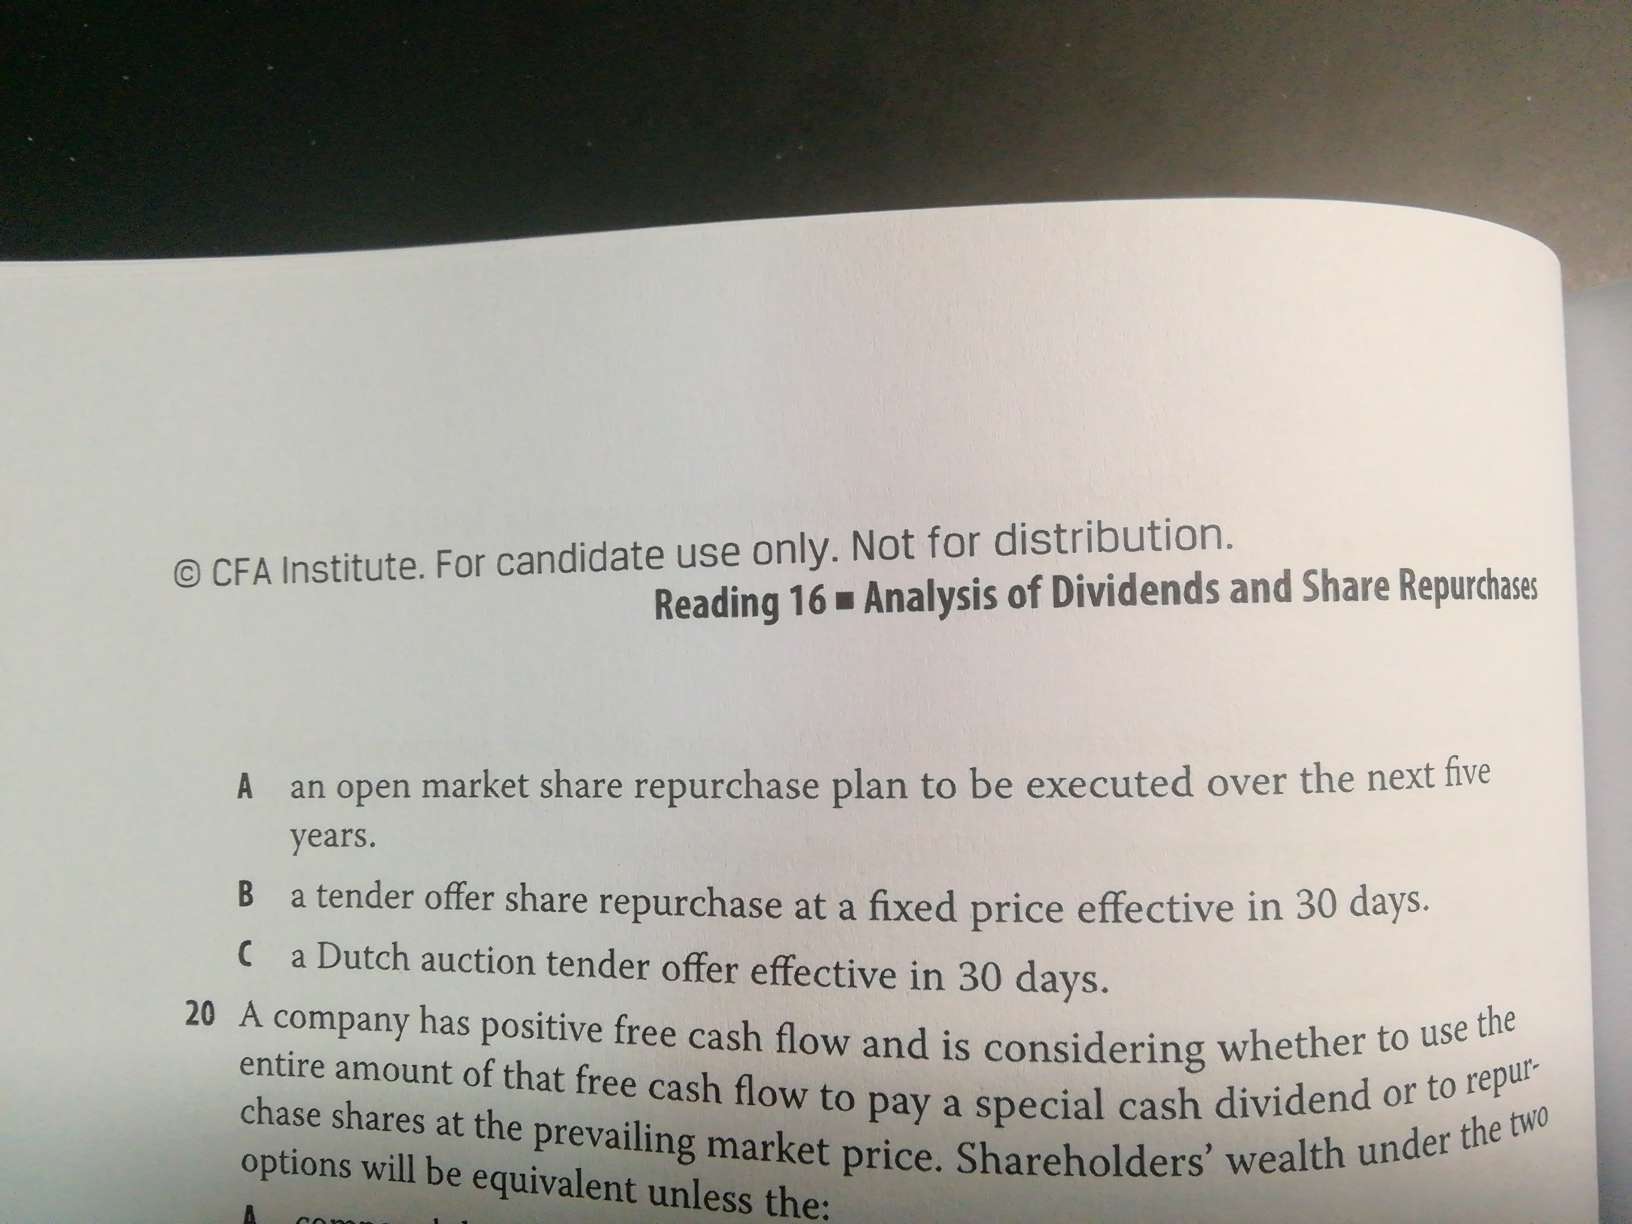 © CFA Institute. For candidate use only. Not for distribution.
Reading 16 ■ Analysis of Dividends and Share Repurchases
A an open market share repurchase plan to be executed over the next five
years.
B a tender offer share repurchase at a fixed price effective in 30 days.
C a Dutch auction tender offer effective in 30 days.
20 A company has positive free cash flow and is considering whether to use the
entire amount of that free cash flow to pay a special cash dividend or to repur-
chase shares at the prevailing market price. Shareholders’ wealth under the two
options will be equivalent unless the:
A